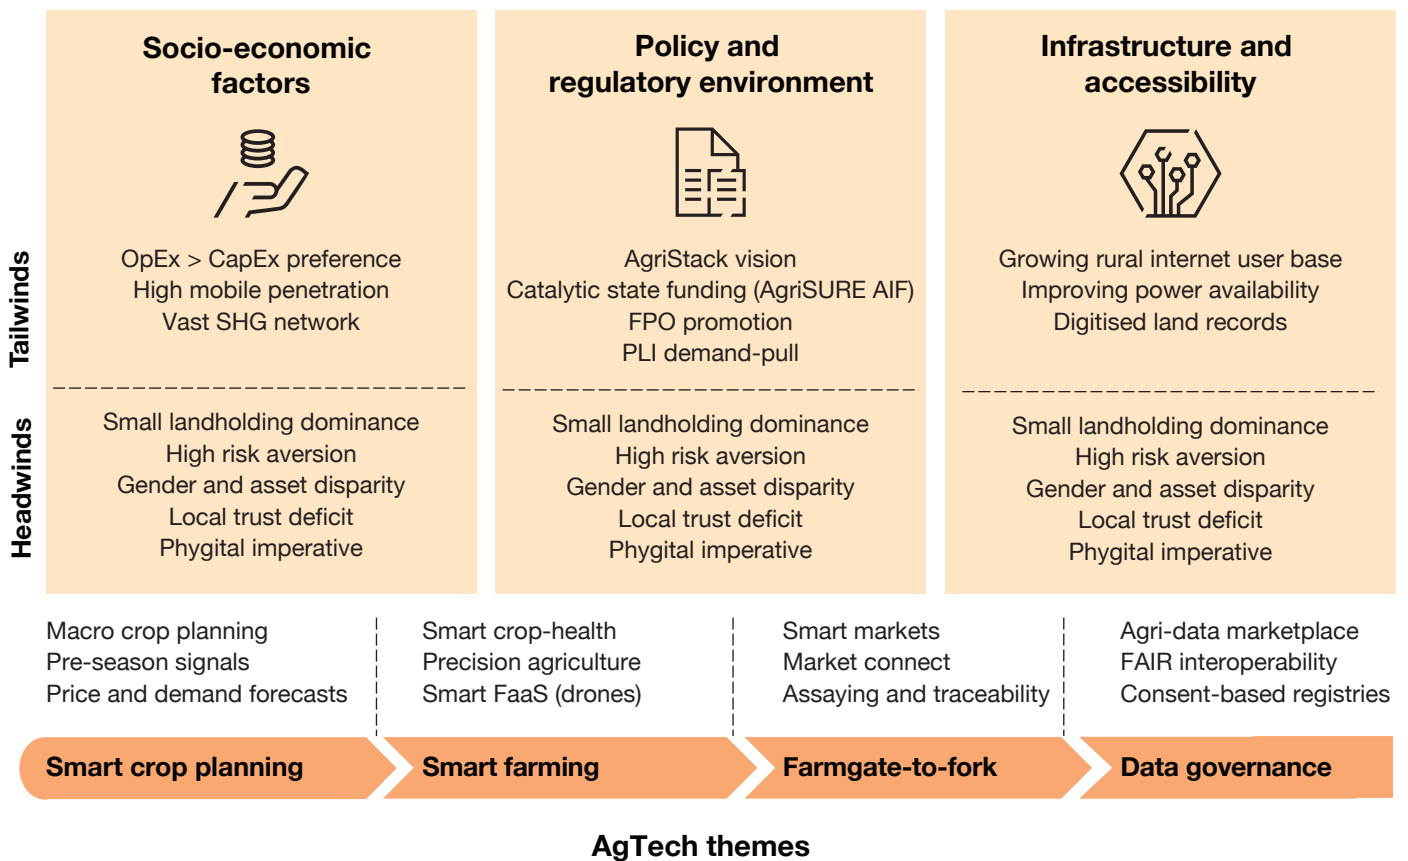 Socio-economic
factors
Policy and
regulatory environment
Infrastructure and
accessibility
Tailwinds
OpEx > CapEx preference
High mobile penetration
Vast SHG network
AgriStack vision
Catalytic state funding (AgriSURE AIF)
FPO promotion
PLI demand-pull
Growing rural internet user base
Improving power availability
Digitised land records
Headwinds
Small landholding dominance
High risk aversion
Gender and asset disparity
Local trust deficit
Phygital imperative
Small landholding dominance
High risk aversion
Gender and asset disparity
Local trust deficit
Phygital imperative
Small landholding dominance
High risk aversion
Gender and asset disparity
Local trust deficit
Phygital imperative
Macro crop planning
Pre-season signals
Price and demand forecasts
Smart crop-health
Precision agriculture
Smart FaaS (drones)
Smart markets
Market connect
Assaying and traceability
Agri-data marketplace
FAIR interoperability
Consent-based registries
Smart crop planning
Smart farming
Farmgate-to-fork
Data governance
AgTech themes